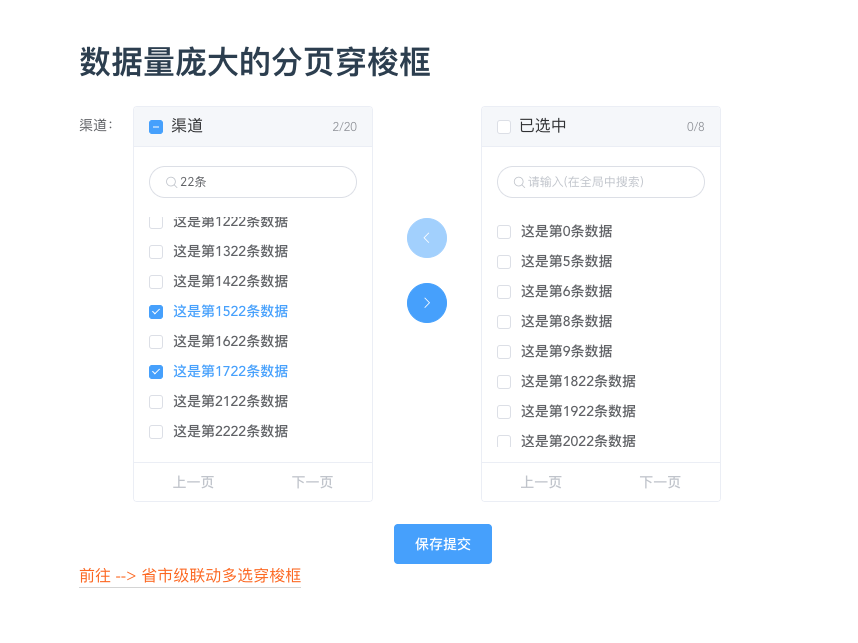 数据量庞大的分页穿梭框
渠道：
渠道 2/20
22条
这是第1222条数据
这是第1322条数据
这是第1422条数据
这是第1522条数据
这是第1622条数据
这是第1722条数据
这是第2122条数据
这是第2222条数据
上一页 下一页
已选中 0/8
请输入(在全局中搜索)
这是第0条数据
这是第5条数据
这是第6条数据
这是第8条数据
这是第9条数据
这是第1822条数据
这是第1922条数据
这是第2022条数据
上一页 下一页
保存提交
前往 --> 省市级联动多选穿梭框